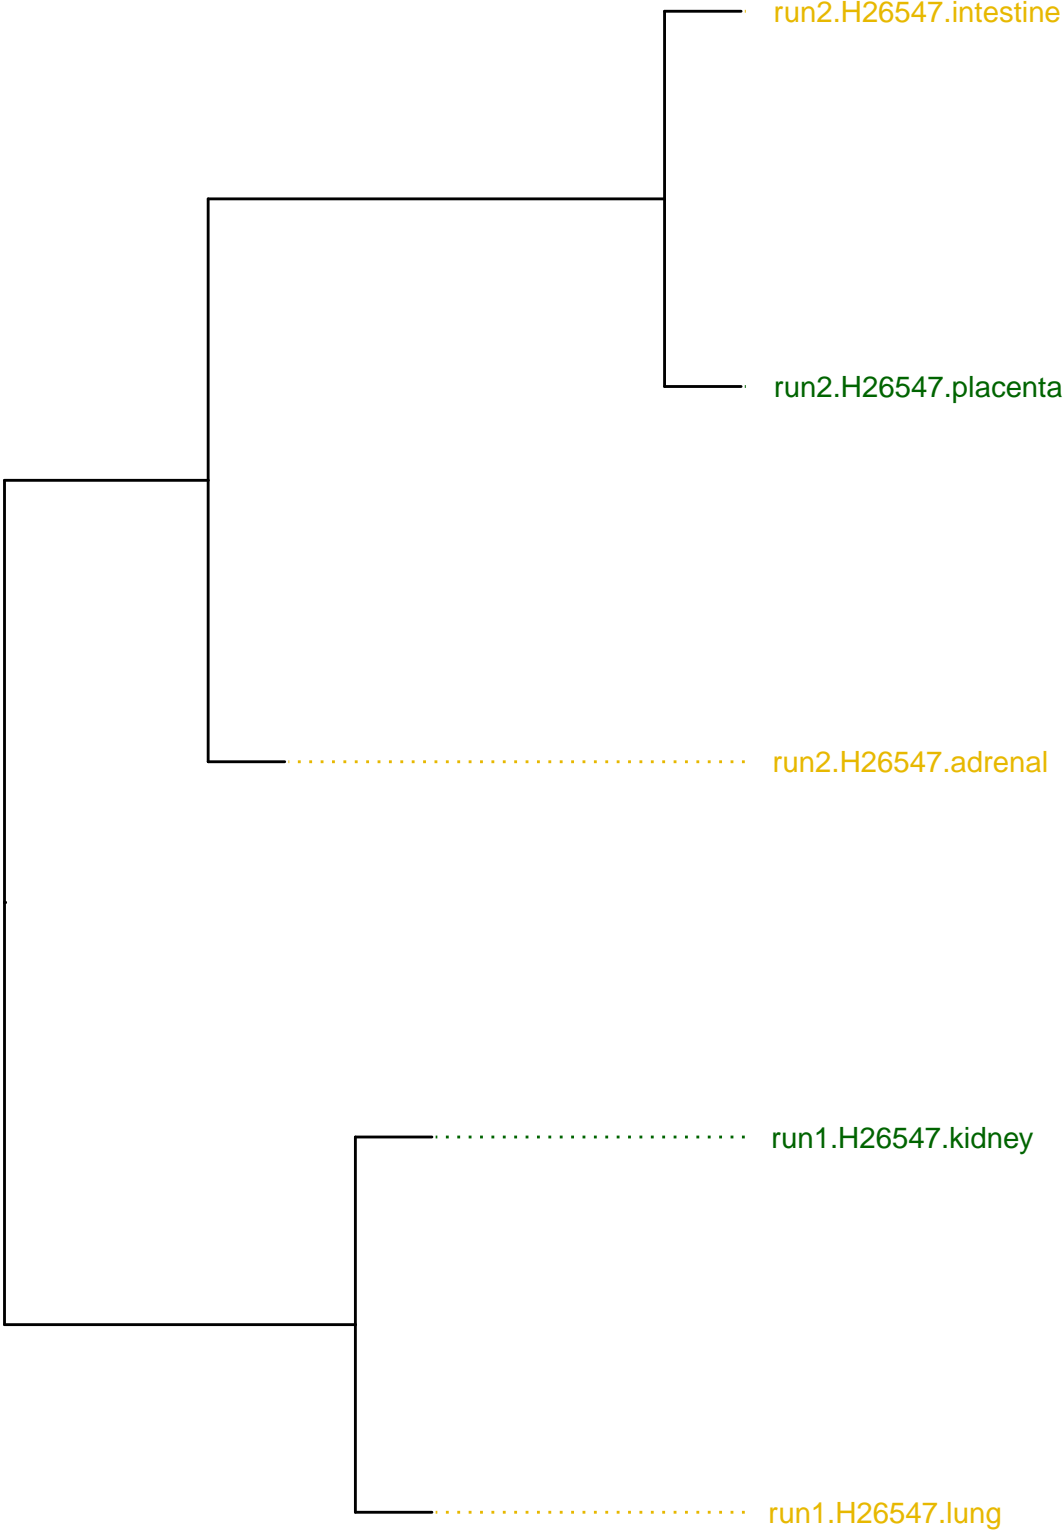 run2.H26547.intestine
run2.H26547.placenta
run2.H26547.adrenal
run1.H26547.kidney
run1.H26547.lung